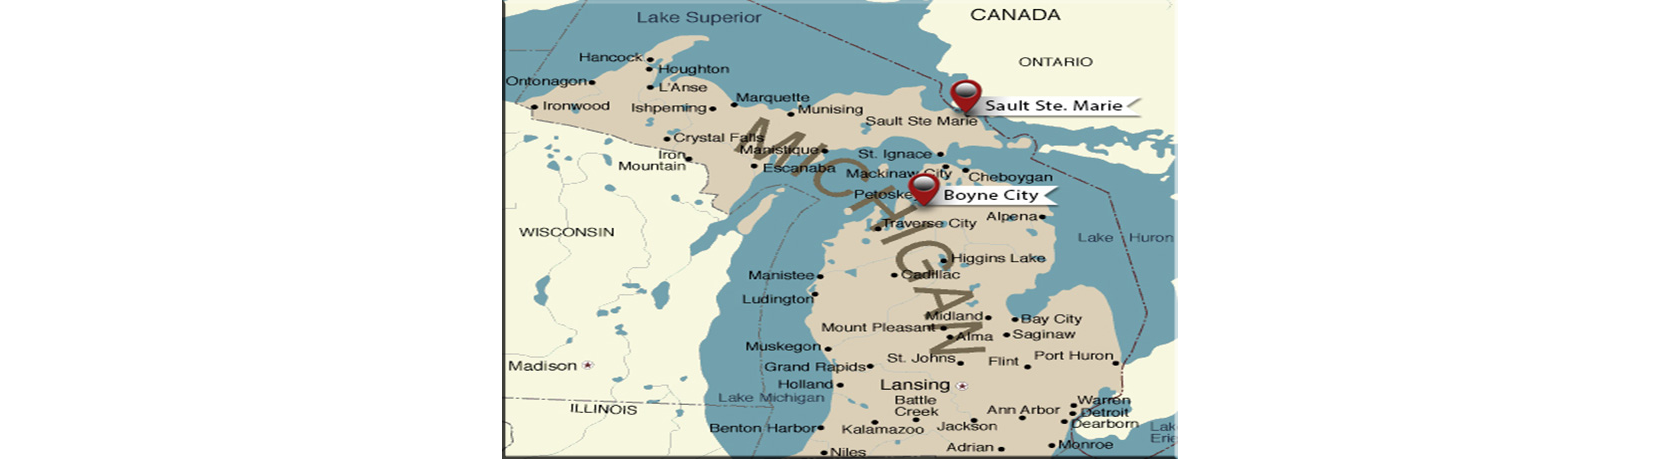 Lake Superior
CANADA
Hancock
ONTARIO
Houghton
Ontonagon
L'Anse
Marquette
Sault Ste. Marie
Ironwood
Ishpeming
Munising
Sault Ste Marie
Crystal Falls
MICHIGAN
Manistique
St. Ignace
Iron
Mountain
Escanaba
Mackinaw City
Cheboygan
Petoskey
Boyne City
Alpena
Traverse City
WISCONSIN
Lake Huron
Higgins Lake
Manistee
Cadillac
Ludington
Midland
Bay City
Mount Pleasant
Alma
Saginaw
Muskegon
St. Johns
Flint
Port Huron
Madison
Grand Rapids
Holland
Lansing
Lake Michigan
Battle
Creek
Warren
ILLINOIS
Ann Arbor
Detroit
Benton Harbor
Kalamazoo
Jackson
Dearborn
Lak
Erie
Niles
Adrian
Monroe